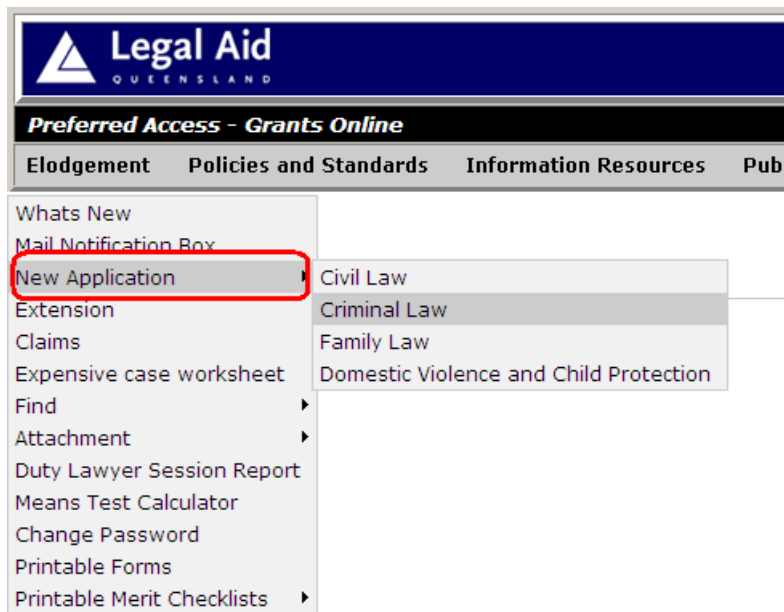 Legal Aid
QUEENSLAND
Preferred Access - Grants Online
Elodgement Policies and Standards Information Resources Pub
Whats New
Mail Notification Box
New Application
Civil Law
Extension
Criminal Law
Claims
Family Law
Expensive case worksheet
Domestic Violence and Child Protection
Find
Attachment
Duty Lawyer Session Report
Means Test Calculator
Change Password
Printable Forms
Printable Merit Checklists